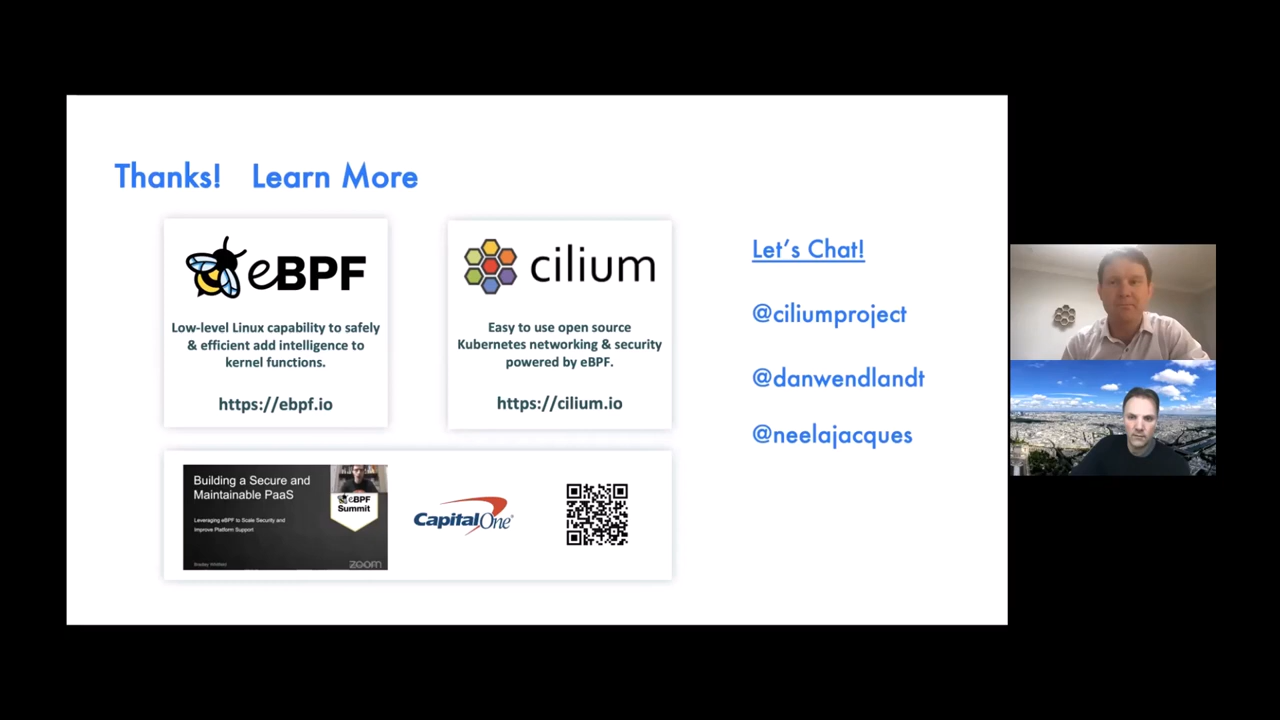 Thanks! Learn More
eBPF
Low-level Linux capability to safely
& efficient add intelligence to
kernel functions.
https://ebpf.io
cilium
Easy to use open source
Kubernetes networking & security
powered by eBPF.
https://cilium.io
Let's Chat!
@ciliumproject
@danwendlandt
@neelajacques
Building a Secure and
Maintainable PaaS
Leveraging eBPF to Scale Security and
Improve Platform Support
eBPF
Summit
zoom
CapitalOne